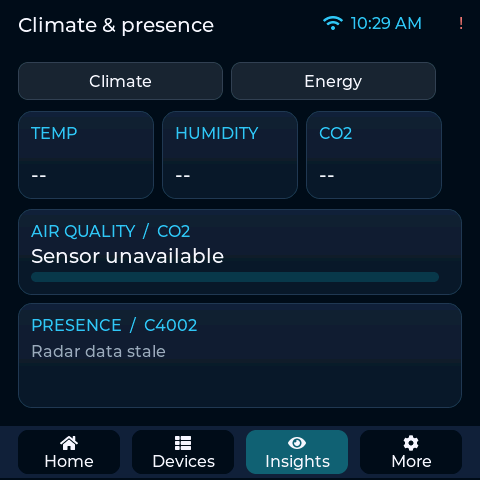 Climate & presence
10:29 AM
!
Climate
Energy
TEMP
HUMIDITY
CO2
--
--
--
AIR QUALITY / CO2
Sensor unavailable
PRESENCE / C4002
Radar data stale
Home
Devices
Insights
More